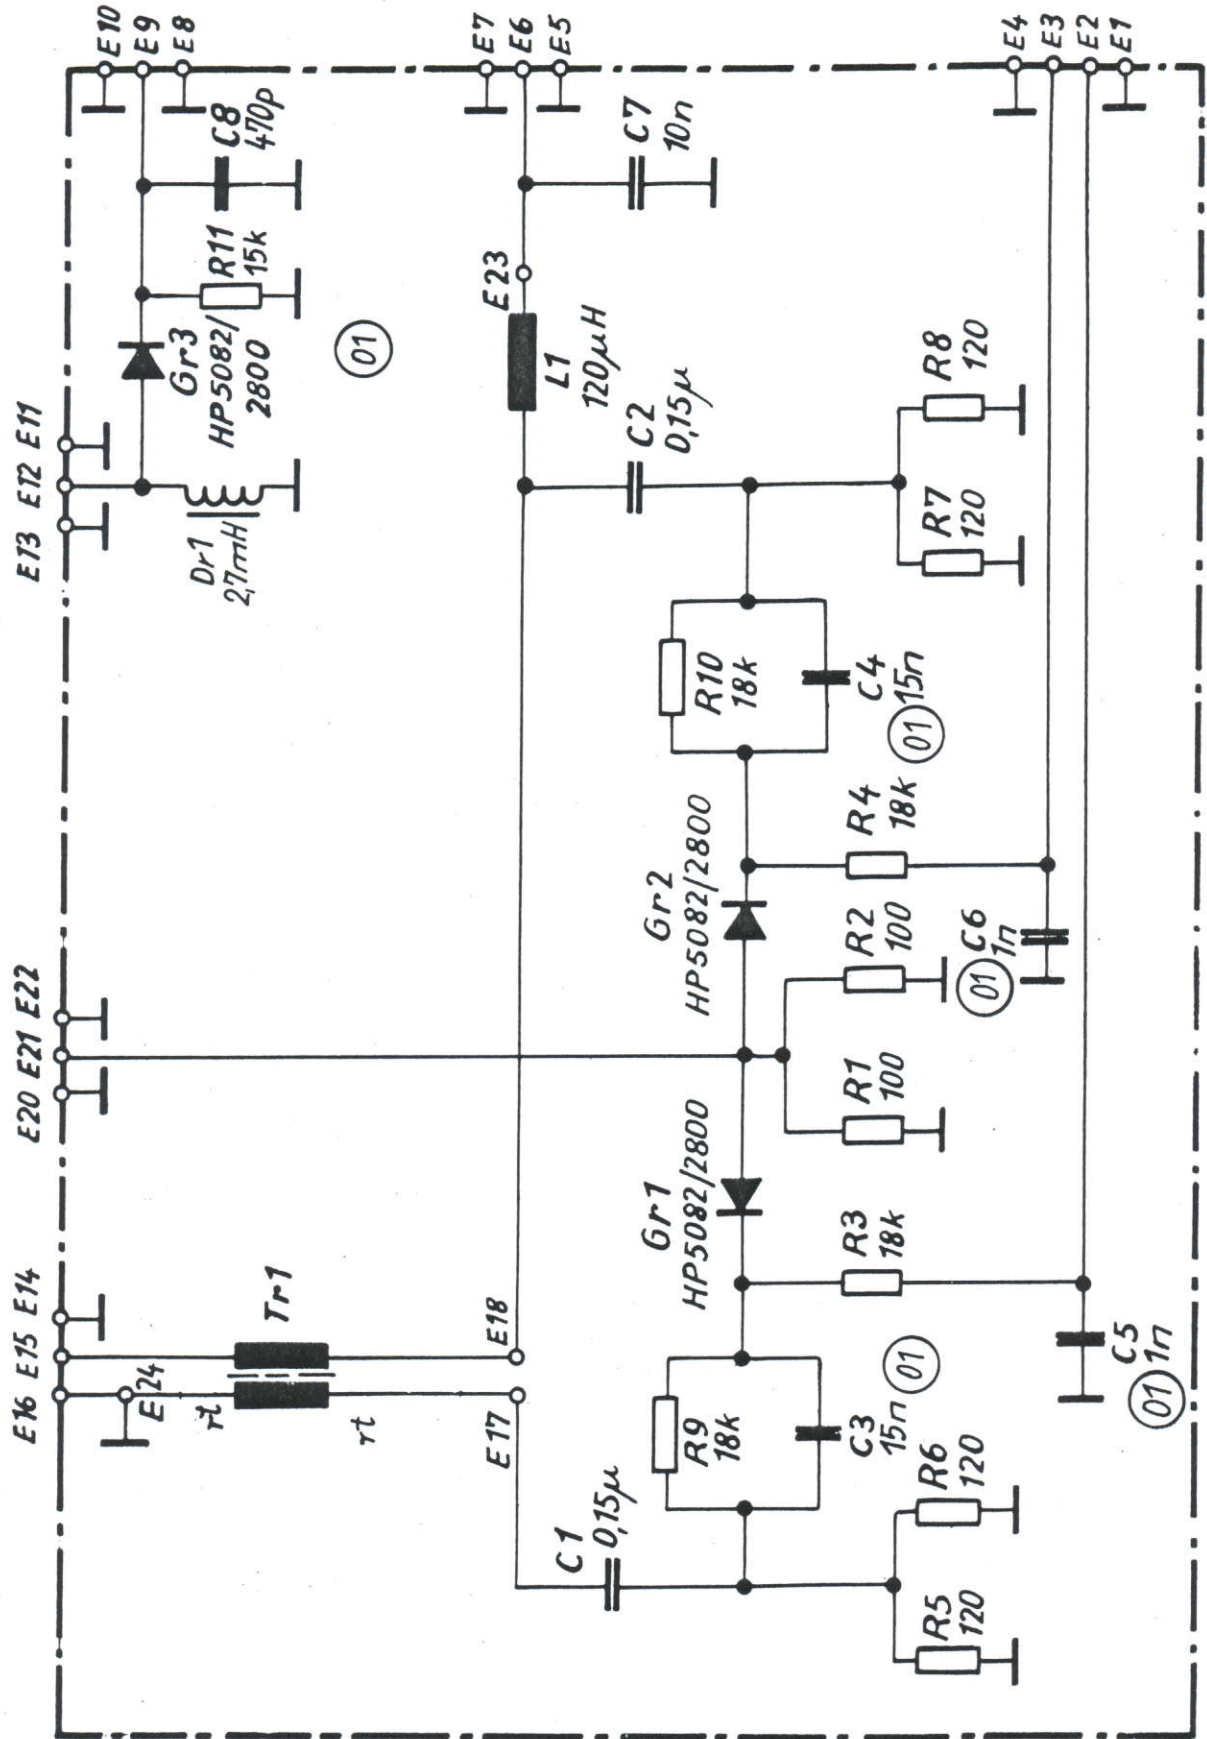 E10
E9
E8
E7
E6
E5
E4
E3
E2
E1
C8
470p
C7
10n
R11
15k
E23
Gr3
HP5082/
2800
01
L1
120µH
R8
120
E13 E12 E11
C2
0,15µ
Dr1
2,7mH
R7
120
R10
18k
C4
15n
01
R4
18k
Gr2
HP5082/2800
R2
100
C6
1n
01
E20 E21 E22
R1
100
Gr1
HP5082/2800
R3
18k
E16 E15 E14
Tr1
E18
E24
rt
rt
E17
01
C5
1n
01
R9
18k
C3
15n
R6
120
C1
0,15µ
R5
120